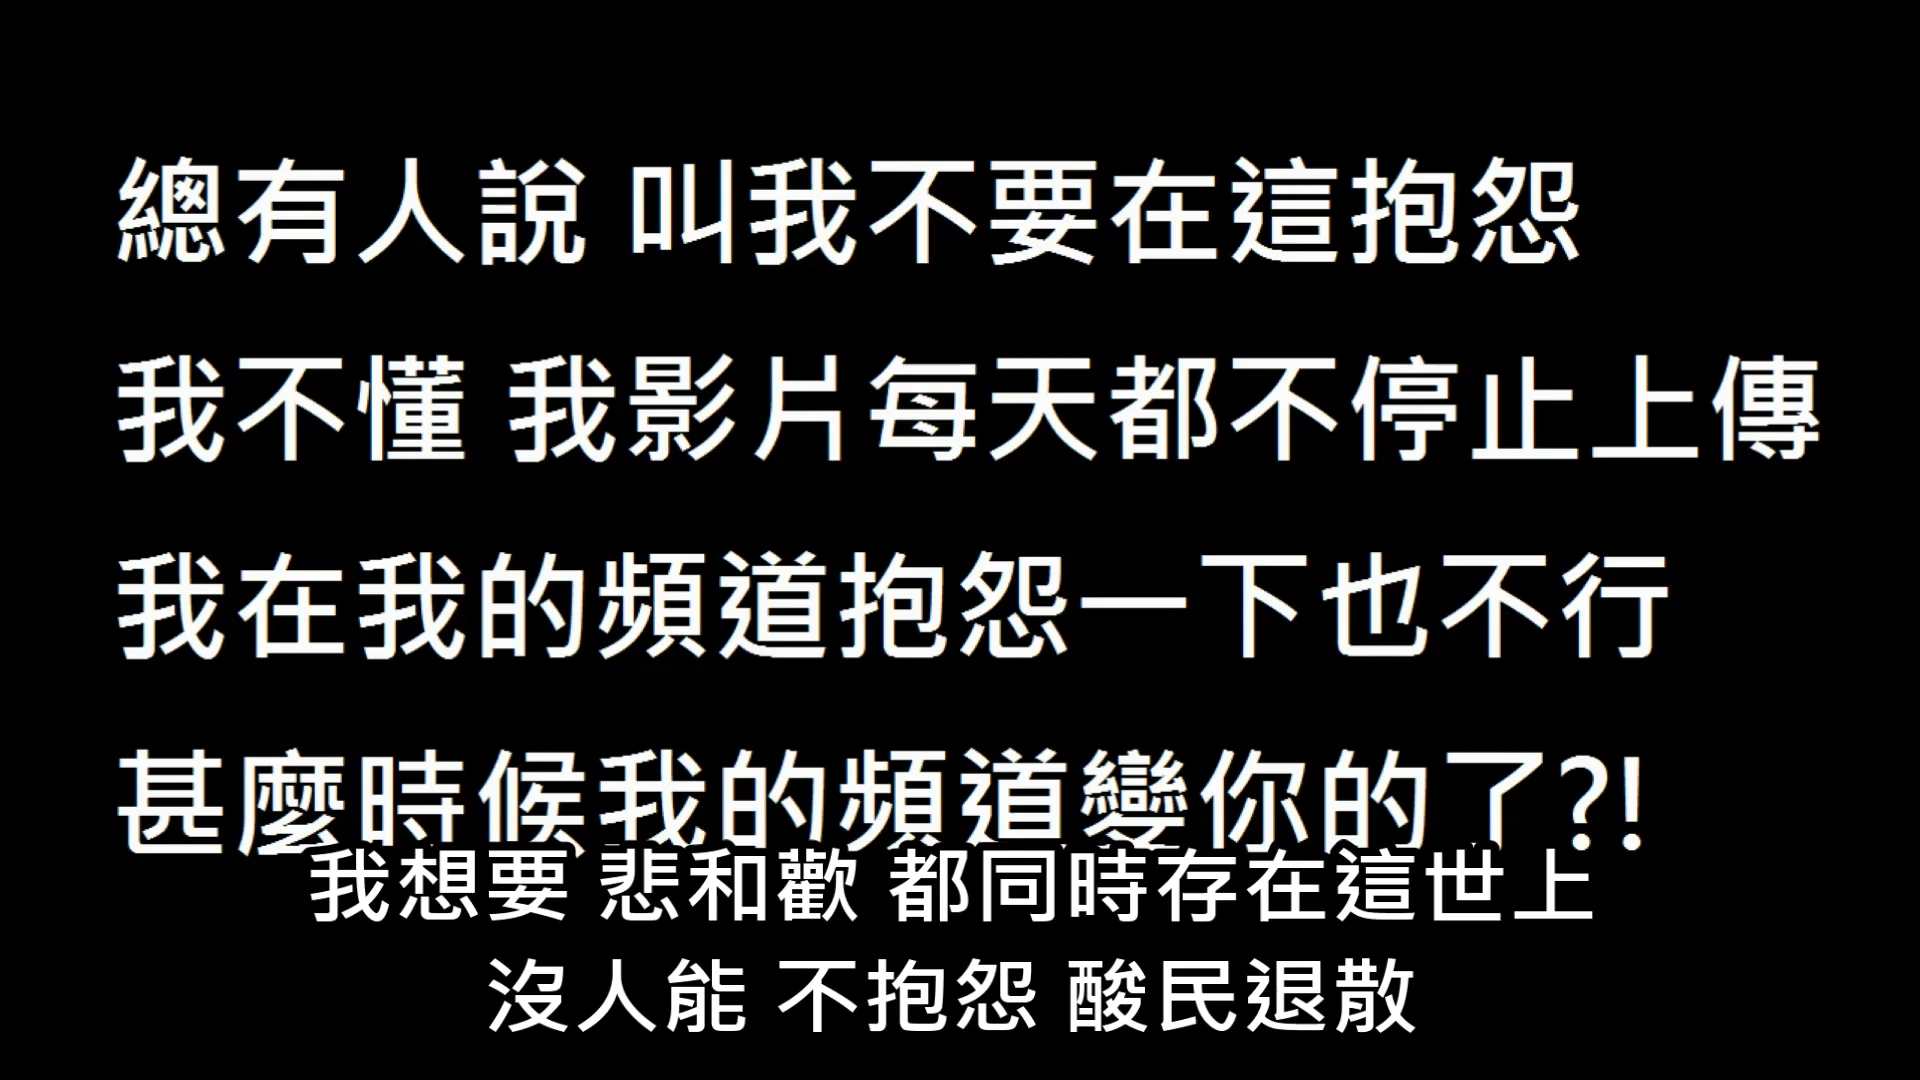 總有人說 叫我不要在這抱怨
我不懂 我影片每天都不停止上傳
我在我的頻道抱怨一下也不行
甚麼時候我的頻道變你的了?!
我想要 悲和歡 都同時存在這世上
沒人能 不抱怨 酸民退散